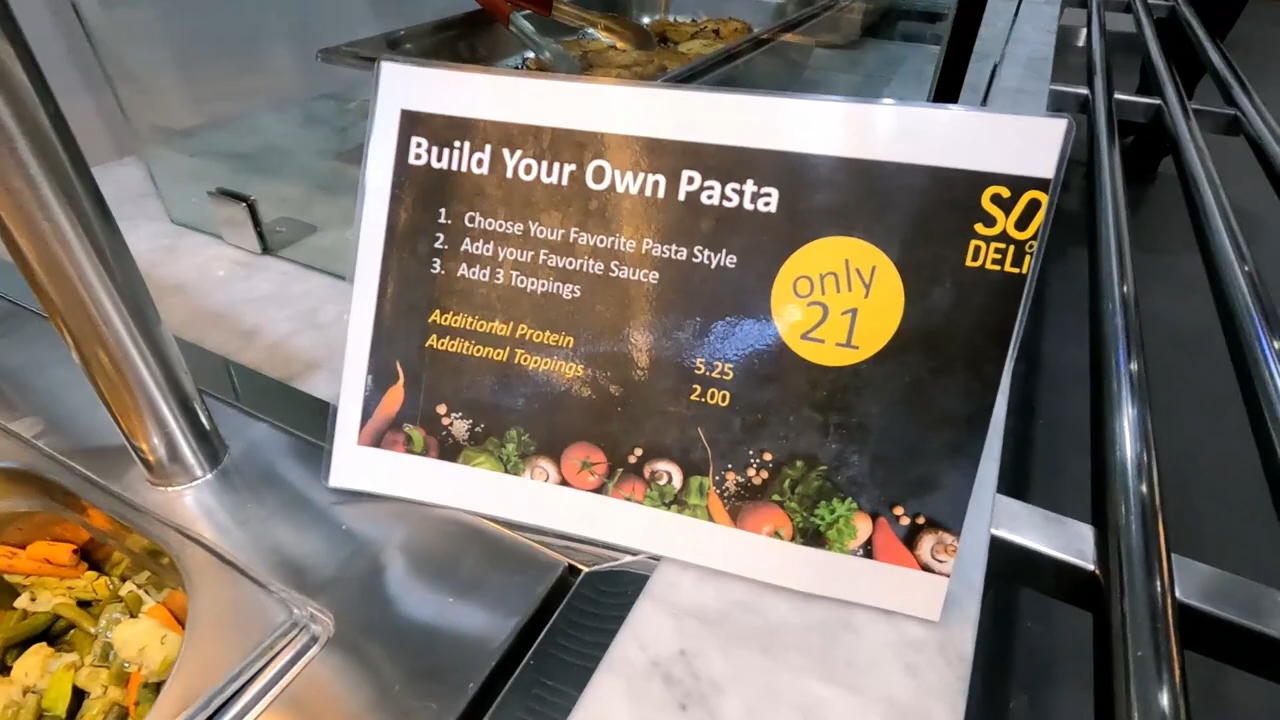 Build Your Own Pasta
1. Choose Your Favorite Pasta Style
2. Add your Favorite Sauce
3. Add 3 Toppings
only
21
Additional Protein 5.25
Additional Toppings 2.00
SO
DELi